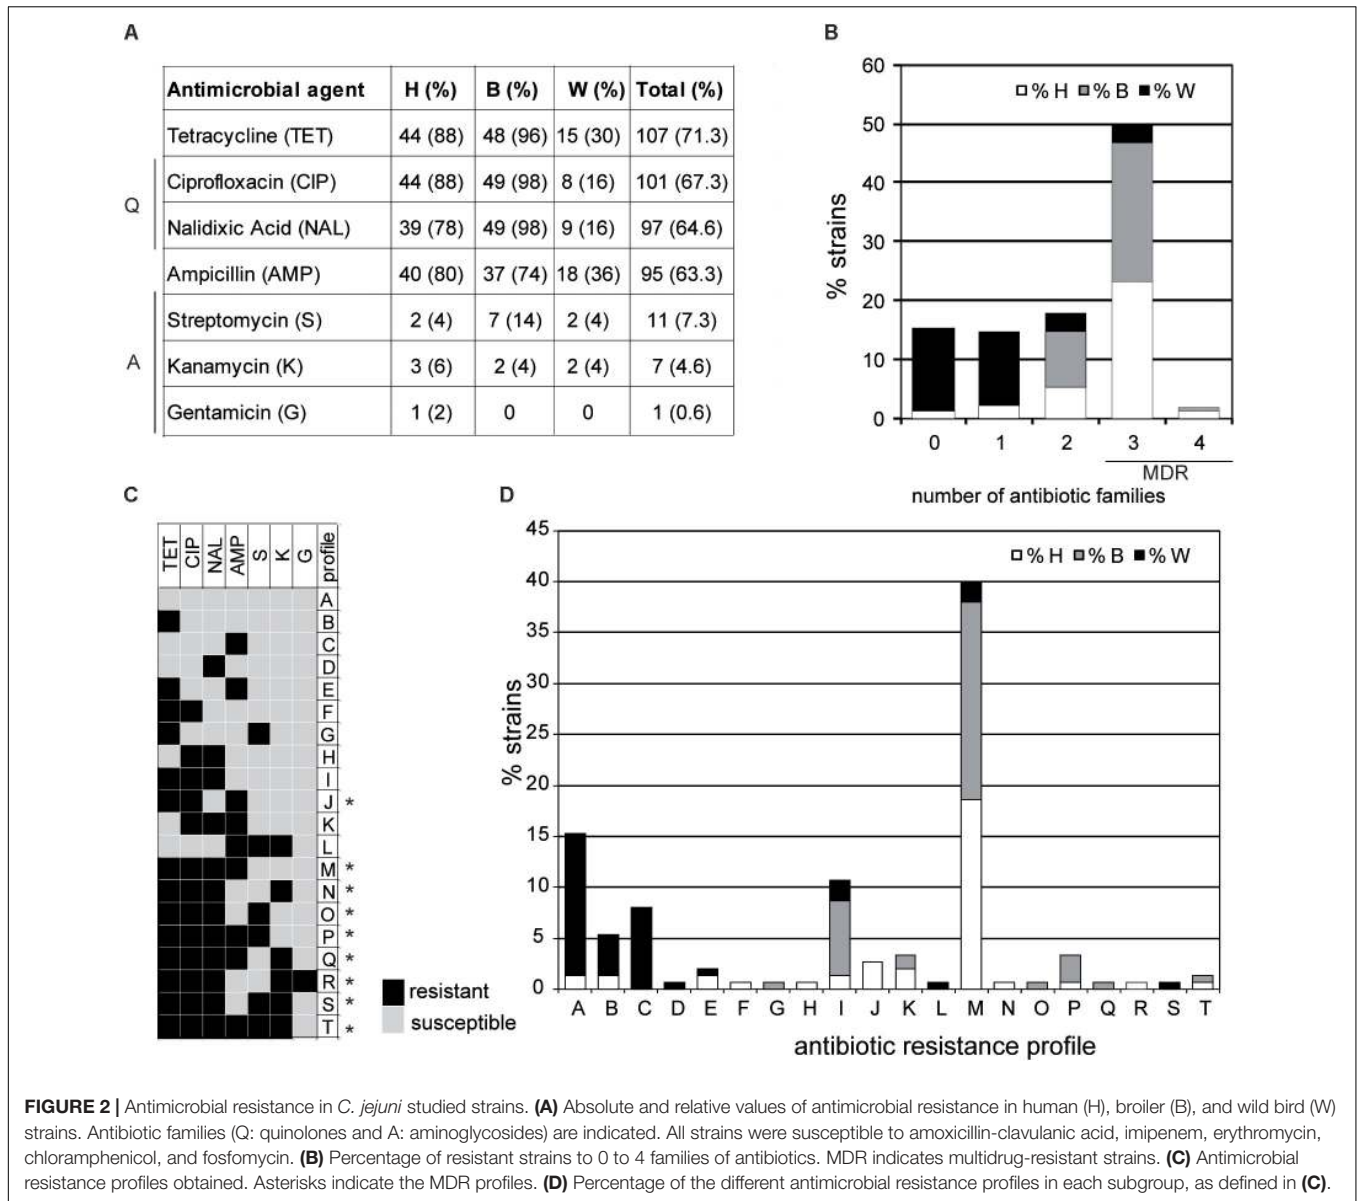 A
Antimicrobial agent H (%) B (%) W (%) Total (%)
Tetracycline (TET) 44 (88) 48 (96) 15 (30) 107 (71.3)
Q
Ciprofloxacin (CIP) 44 (88) 49 (98) 8 (16) 101 (67.3)
Nalidixic Acid (NAL) 39 (78) 49 (98) 9 (16) 97 (64.6)
Ampicillin (AMP) 40 (80) 37 (74) 18 (36) 95 (63.3)
A
Streptomycin (S) 2 (4) 7 (14) 2 (4) 11 (7.3)
Kanamycin (K) 3 (6) 2 (4) 2 (4) 7 (4.6)
Gentamicin (G) 1 (2) 0 0 1 (0.6)
B
% strains
60
50
40
30
20
10
0
% H % B % W
0 1 2 3 4
MDR
number of antibiotic families
C
TET CIP NAL AMP S K G profile
A
B
C
D
E
F
G
H
I
J *
K
L
M *
N *
O *
P *
Q *
R *
S *
T *
resistant
susceptible
D
% strains
45
40
35
30
25
20
15
10
5
0
% H % B % W
A B C D E F G H I J K L M N O P Q R S T
antibiotic resistance profile
FIGURE 2 | Antimicrobial resistance in C. jejuni studied strains. (A) Absolute and relative values of antimicrobial resistance in human (H), broiler (B), and wild bird (W)
strains. Antibiotic families (Q: quinolones and A: aminoglycosides) are indicated. All strains were susceptible to amoxicillin-clavulanic acid, imipenem, erythromycin,
chloramphenicol, and fosfomycin. (B) Percentage of resistant strains to 0 to 4 families of antibiotics. MDR indicates multidrug-resistant strains. (C) Antimicrobial
resistance profiles obtained. Asterisks indicate the MDR profiles. (D) Percentage of the different antimicrobial resistance profiles in each subgroup, as defined in (C).